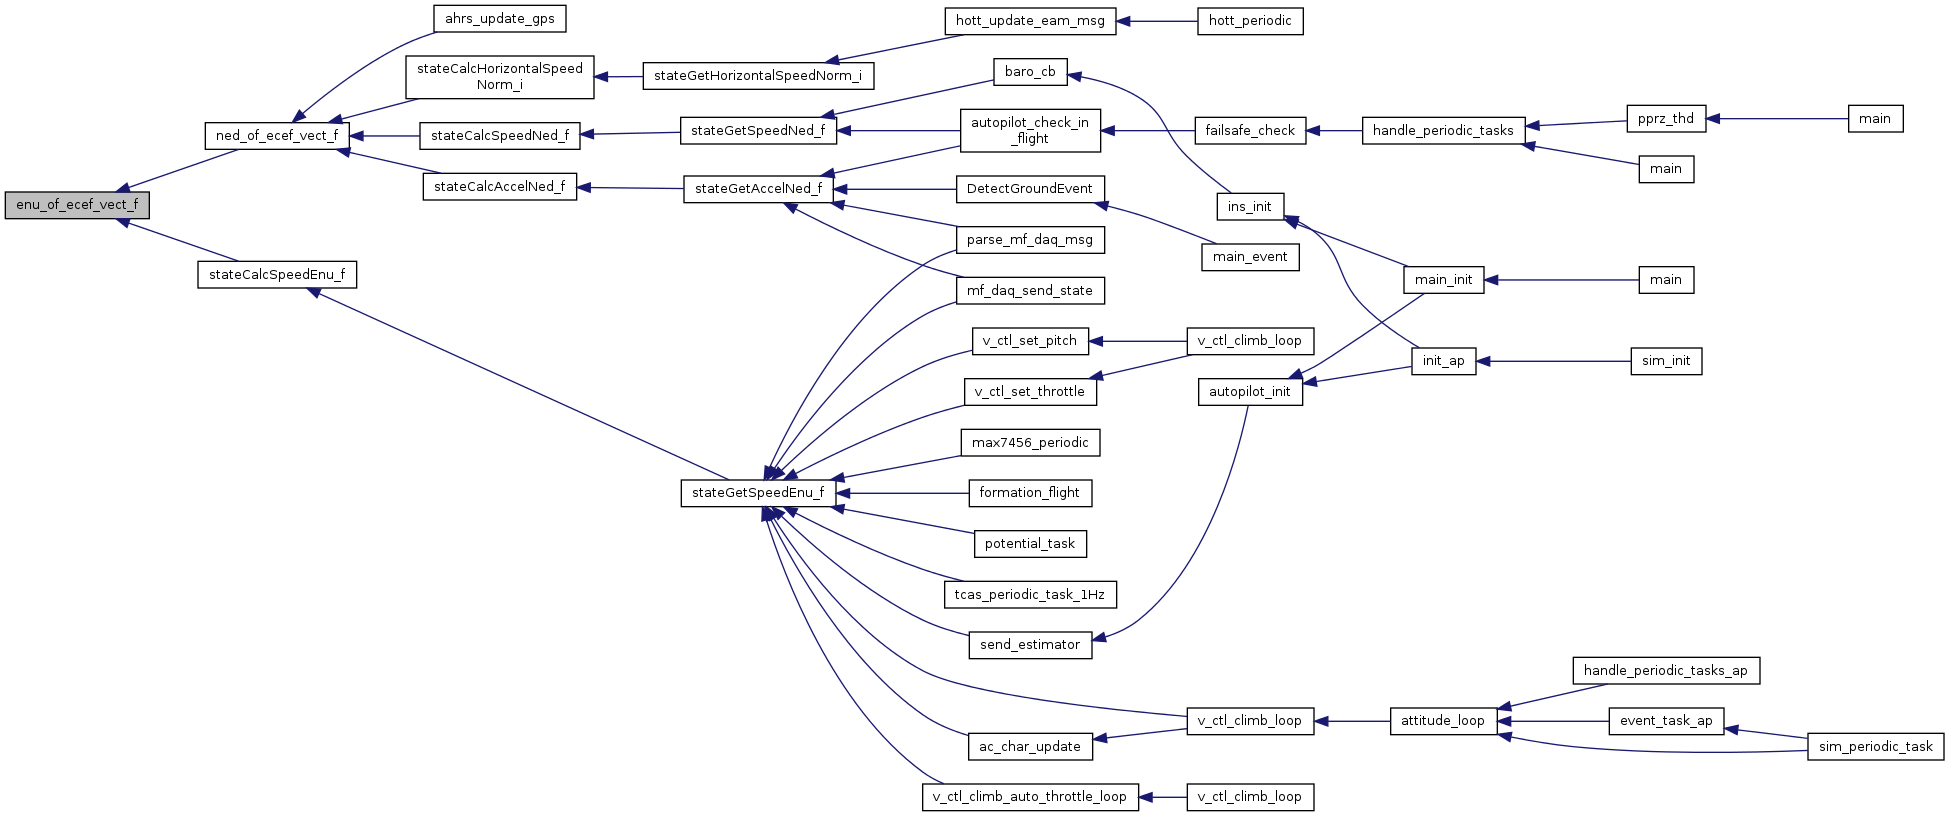 ahrs_update_gps
hott_update_eam_msg
hott_periodic
stateCalcHorizontalSpeed
Norm_i
stateGetHorizontalSpeedNorm_i
baro_cb
ned_of_ecef_vect_f
stateCalcSpeedNed_f
stateGetSpeedNed_f
autopilot_check_in
_flight
failsafe_check
handle_periodic_tasks
pprz_thd
main
main
stateCalcAccelNed_f
stateGetAccelNed_f
DetectGroundEvent
enu_of_ecef_vect_f
ins_init
parse_mf_daq_msg
main_event
stateCalcSpeedEnu_f
mf_daq_send_state
main_init
main
v_ctl_set_pitch
v_ctl_climb_loop
init_ap
sim_init
v_ctl_set_throttle
autopilot_init
max7456_periodic
stateGetSpeedEnu_f
formation_flight
potential_task
tcas_periodic_task_1Hz
send_estimator
handle_periodic_tasks_ap
v_ctl_climb_loop
attitude_loop
event_task_ap
ac_char_update
sim_periodic_task
v_ctl_climb_auto_throttle_loop
v_ctl_climb_loop